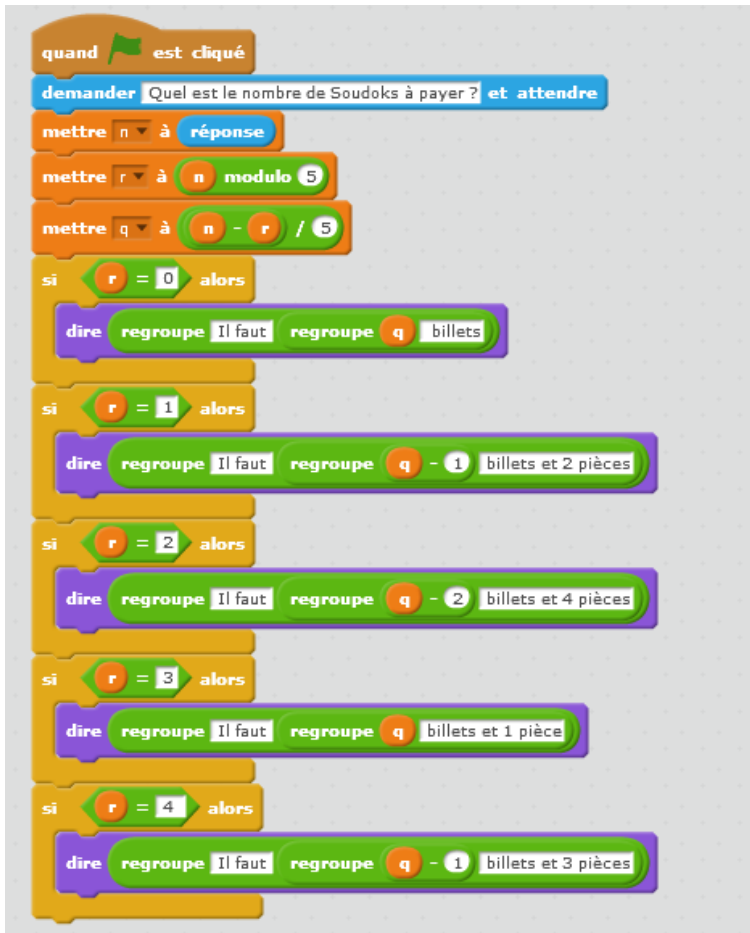 quand est cliqué
demander Quel est le nombre de Soudoks à payer ? et attendre
mettre n à réponse
mettre r à n modulo 5
mettre q à n - r / 5
si r = 0 alors
dire regroupe Il faut regroupe q billets
si r = 1 alors
dire regroupe Il faut regroupe q - 1 billets et 2 pièces
si r = 2 alors
dire regroupe Il faut regroupe q - 2 billets et 4 pièces
si r = 3 alors
dire regroupe Il faut regroupe q billets et 1 pièce
si r = 4 alors
dire regroupe Il faut regroupe q - 1 billets et 3 pièces